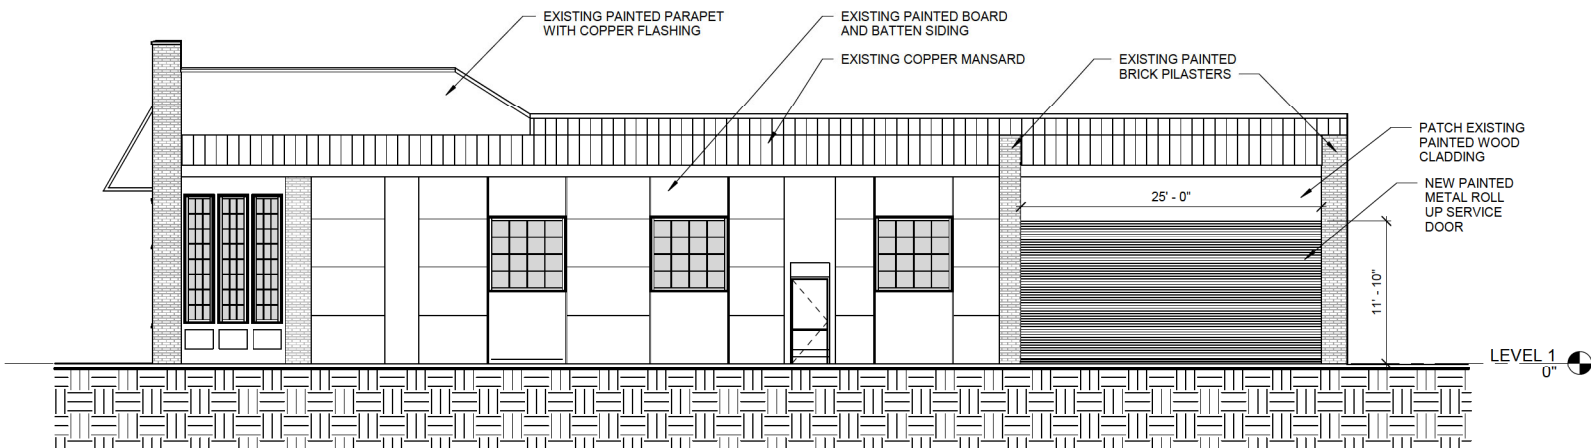 EXISTING PAINTED PARAPET
WITH COPPER FLASHING
EXISTING PAINTED BOARD
AND BATTEN SIDING
EXISTING COPPER MANSARD
EXISTING PAINTED
BRICK PILASTERS
PATCH EXISTING
PAINTED WOOD
CLADDING
NEW PAINTED
METAL ROLL
UP SERVICE
DOOR
25' - 0"
11' - 10"
LEVEL 1
0"